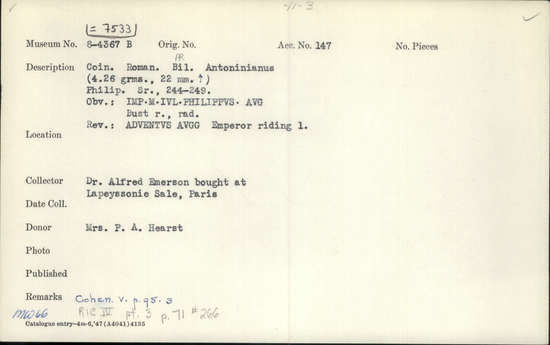 41-3
(= 7533)
Museum No. 8-4367 B Orig. No. Acc. No. 147 No. Pieces
AR
Description Coin. Roman. Bil. Antoninianus
(4.26 grms., 22 mm. ↑)
Philip. Sr., 244-249.
Obv.: IMP·M·IVL·PHILIPPVS· AVG
Bust r., rad.
Rev.: ADVENTVS AVGG Emperor riding l.
Location
Collector Dr. Alfred Emerson bought at
Lapeyssonie Sale, Paris
Date Coll.
Donor Mrs. P. A. Hearst
Photo
Published
Remarks Cohen. V. p. 95. 3
RIC IV pt. 3 p. 71 #26b
Catalogue entry—4m-6,'47 (A4041) 4135